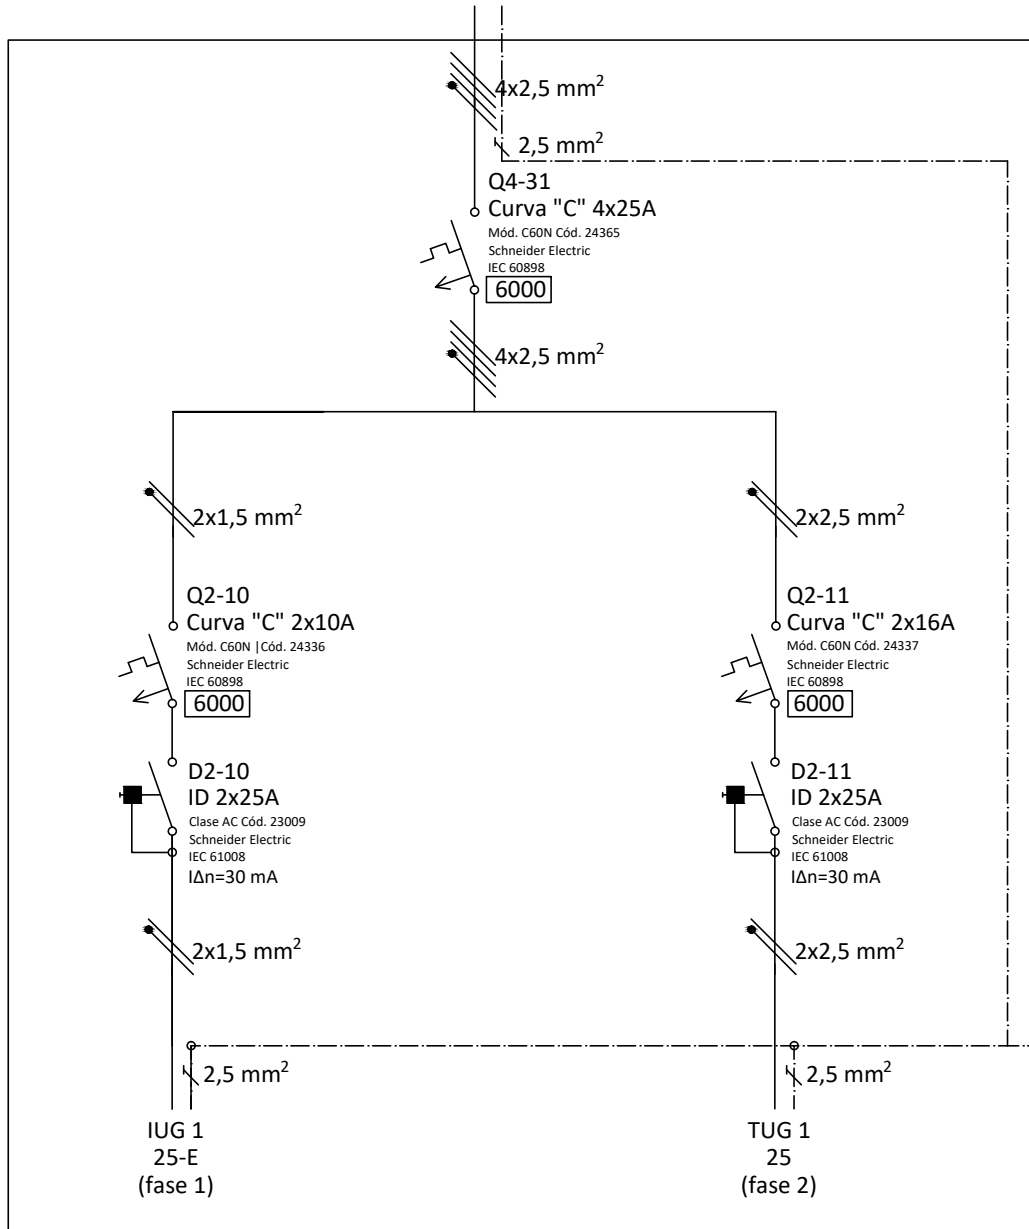 4x2,5 mm²
2,5 mm²
Q4-31
Curva "C" 4x25A
Mód. C60N Cód. 24365
Schneider Electric
IEC 60898
6000
4x2,5 mm²
2x1,5 mm²
Q2-10
Curva "C" 2x10A
Mód. C60N |Cód. 24336
Schneider Electric
IEC 60898
6000
D2-10
ID 2x25A
Clase AC Cód. 23009
Schneider Electric
IEC 61008
I∆n=30 mA
2x1,5 mm²
2,5 mm²
IUG 1
25-E
(fase 1)
2x2,5 mm²
Q2-11
Curva "C" 2x16A
Mód. C60N Cód. 24337
Schneider Electric
IEC 60898
6000
D2-11
ID 2x25A
Clase AC Cód. 23009
Schneider Electric
IEC 61008
I∆n=30 mA
2x2,5 mm²
2,5 mm²
TUG 1
25
(fase 2)